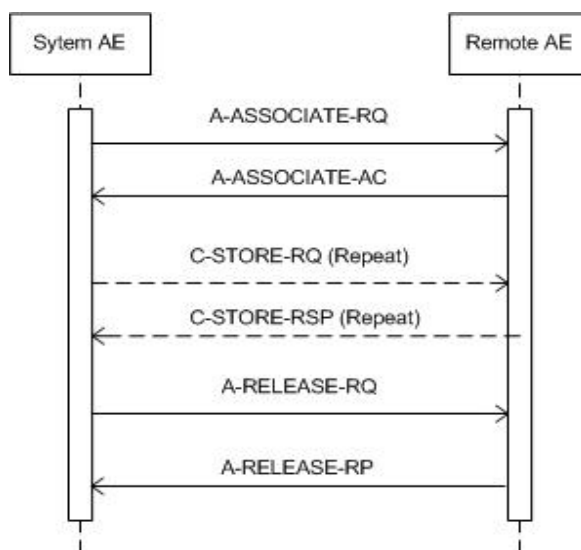 Sytem AE
Remote AE
A-ASSOCIATE-RQ
A-ASSOCIATE-AC
C-STORE-RQ (Repeat)
C-STORE-RSP (Repeat)
A-RELEASE-RQ
A-RELEASE-RP